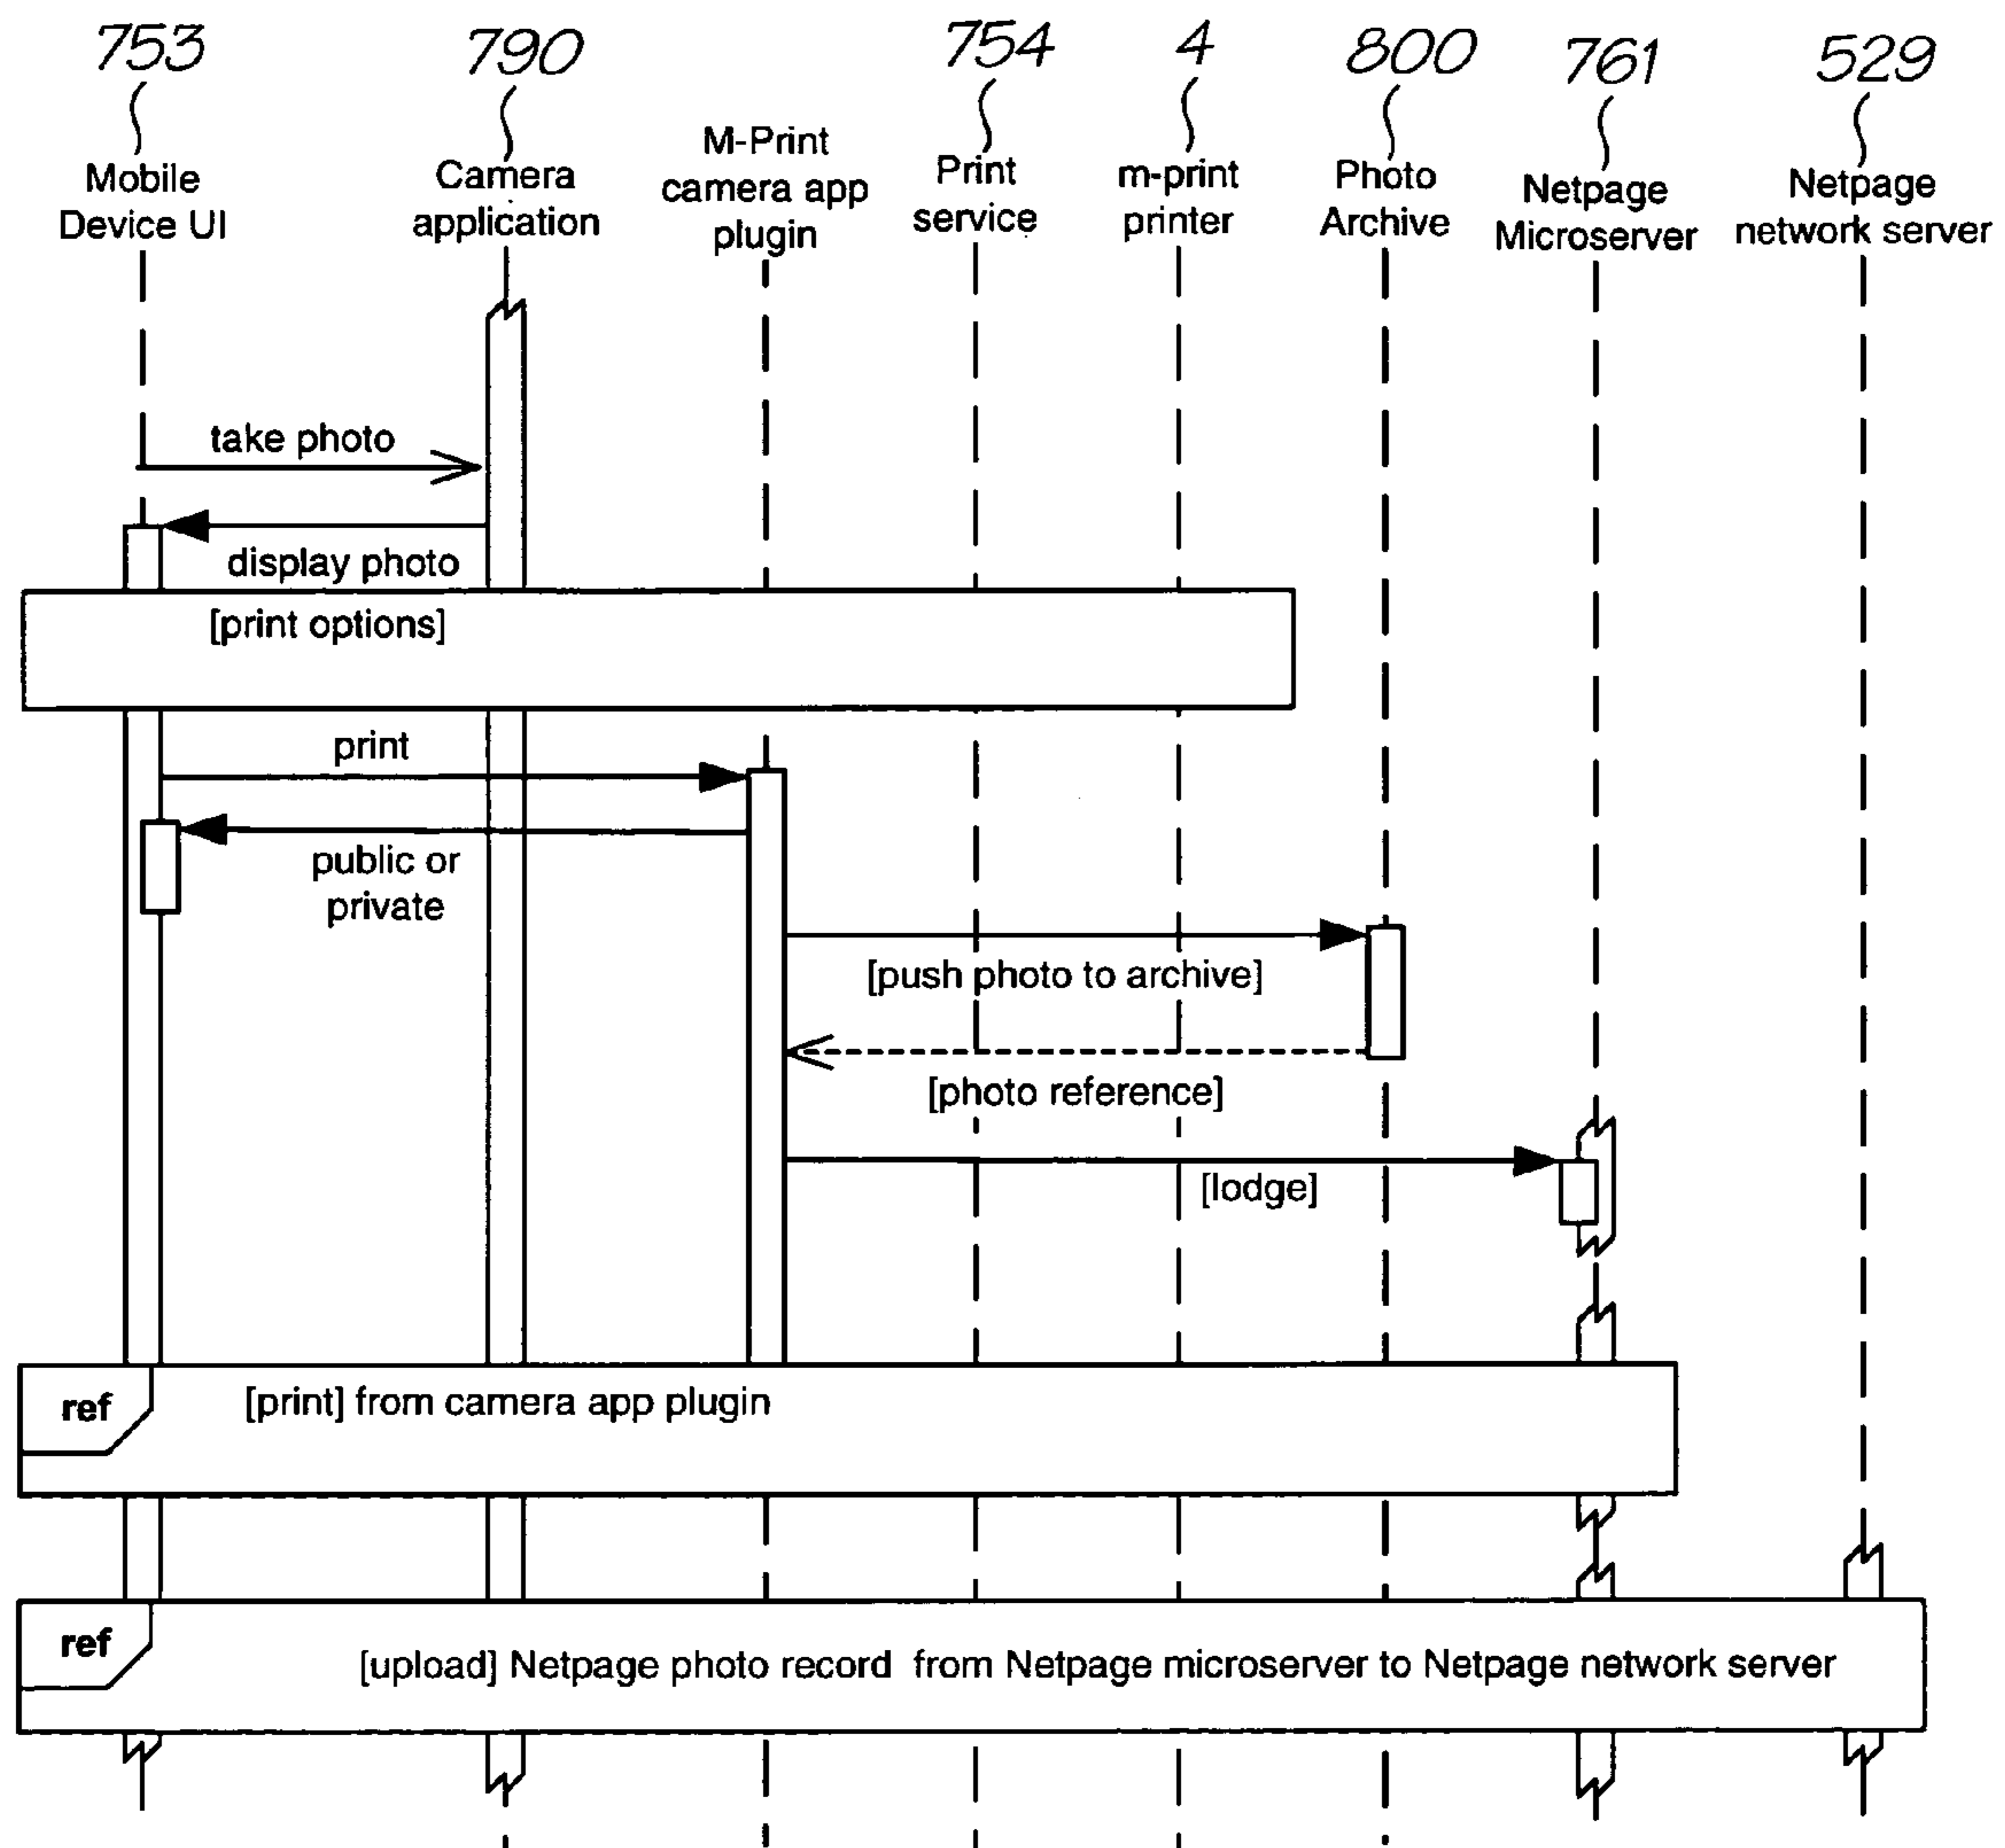 753
790
754
4
800
761
529
Mobile
Device UI
Camera
application
M-Print
camera app
plugin
Print
service
m-print
printer
Photo
Archive
Netpage
Microserver
Netpage
network server
take photo
display photo
[print options]
print
public or
private
[push photo to archive]
[photo reference]
[lodge]
ref
[print] from camera app plugin
ref
[upload] Netpage photo record from Netpage microserver to Netpage network server